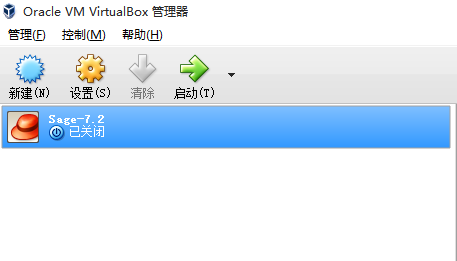 Oracle VM VirtualBox 管理器
管理(F) 控制(M) 帮助(H)
新建(N) 设置(S) 清除 启动(T)
Sage-7.2
已关闭